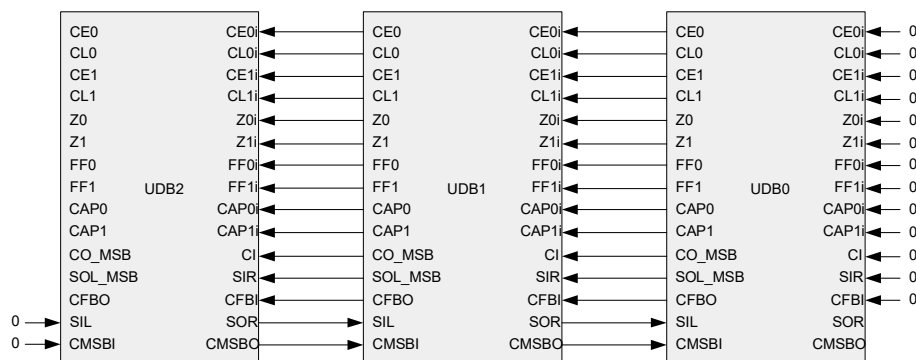 CE0 CE0i CE0 CE0i CE0 CE0i 0
CL0 CL0i CL0 CL0i CL0 CL0i 0
CE1 CE1i CE1 CE1i CE1 CE1i 0
CL1 CL1i CL1 CL1i CL1 CL1i 0
Z0 Z0i Z0 Z0i Z0 Z0i 0
Z1 Z1i Z1 Z1i Z1 Z1i 0
FF0 FF0i FF0 FF0i FF0 FF0i 0
FF1 UDB2 FF1i FF1 UDB1 FF1i FF1 UDB0 FF1i 0
CAP0 CAP0i CAP0 CAP0i CAP0 CAP0i 0
CAP1 CAP1i CAP1 CAP1i CAP1 CAP1i 0
CO_MSB CI CO_MSB CI CO_MSB CI 0
SOL_MSB SIR SOL_MSB SIR SOL_MSB SIR 0
CFBO CFBI CFBO CFBI CFBO CFBI 0
0 SIL SOR SIL SOR SIL SOR
0 CMSBI CMSBO CMSBI CMSBO CMSBI CMSBO